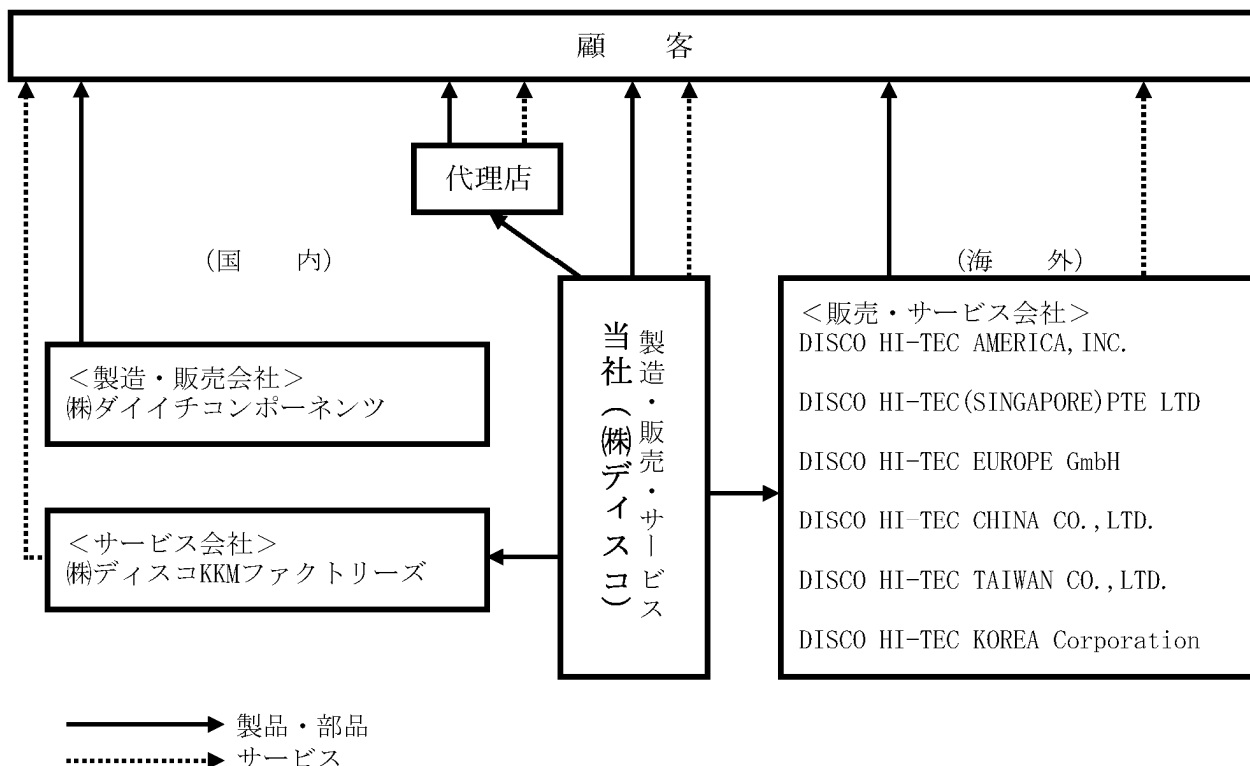 顧　　客
代理店
(国　　内)
(海　　外)
＜製造・販売会社＞
㈱ダイイチコンポーネンツ
＜サービス会社＞
㈱ディスコKKMファクトリーズ
当社（㈱ディスコ）
製造・販売・サービス
＜販売・サービス会社＞
DISCO HI-TEC AMERICA,INC.
DISCO HI-TEC(SINGAPORE)PTE LTD
DISCO HI-TEC EUROPE GmbH
DISCO HI-TEC CHINA CO.,LTD.
DISCO HI-TEC TAIWAN CO.,LTD.
DISCO HI-TEC KOREA Corporation
製品・部品
サービス